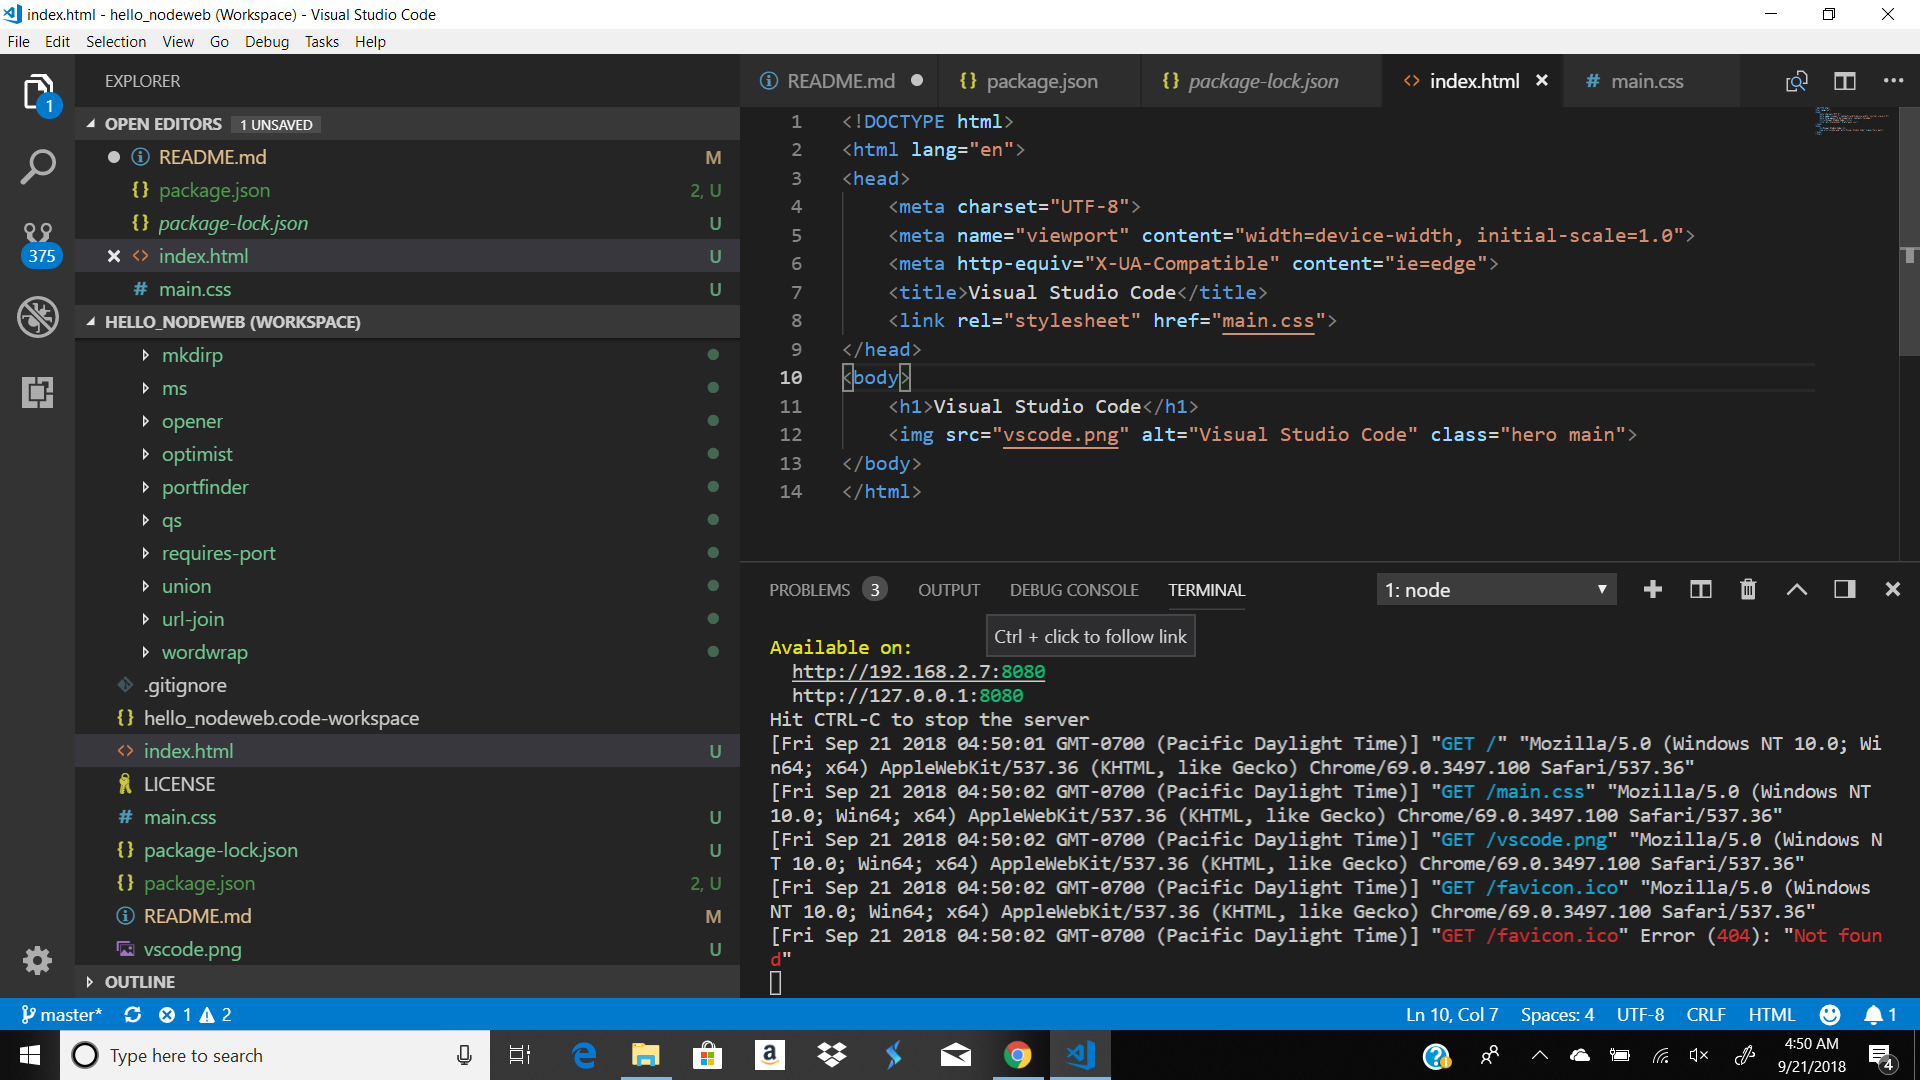 index.html - hello_nodeweb (Workspace) - Visual Studio Code
File Edit Selection View Go Debug Tasks Help
1
375
EXPLORER
OPEN EDITORS 1 UNSAVED
README.md M
package.json 2, U
package-lock.json U
index.html U
main.css U
HELLO_NODEWEB (WORKSPACE)
mkdirp
ms
opener
optimist
portfinder
qs
requires-port
union
url-join
wordwrap
.gitignore
hello_nodeweb.code-workspace
index.html U
LICENSE
main.css U
package-lock.json U
package.json 2, U
README.md M
vscode.png U
OUTLINE
README.md package.json package-lock.json index.html main.css
1 <!DOCTYPE html>
2 <html lang="en">
3 <head>
4 <meta charset="UTF-8">
5 <meta name="viewport" content="width=device-width, initial-scale=1.0">
6 <meta http-equiv="X-UA-Compatible" content="ie=edge">
7 <title>Visual Studio Code</title>
8 <link rel="stylesheet" href="main.css">
9 </head>
10 <body>
11 <h1>Visual Studio Code</h1>
12 <img src="vscode.png" alt="Visual Studio Code" class="hero main">
13 </body>
14 </html>
PROBLEMS 3 OUTPUT DEBUG CONSOLE TERMINAL 1: node
Ctrl + click to follow link
Available on:
http://192.168.2.7:8080
http://127.0.0.1:8080
Hit CTRL-C to stop the server
[Fri Sep 21 2018 04:50:01 GMT-0700 (Pacific Daylight Time)] "GET /" "Mozilla/5.0 (Windows NT 10.0; Wi
n64; x64) AppleWebKit/537.36 (KHTML, like Gecko) Chrome/69.0.3497.100 Safari/537.36"
[Fri Sep 21 2018 04:50:02 GMT-0700 (Pacific Daylight Time)] "GET /main.css" "Mozilla/5.0 (Windows NT
10.0; Win64; x64) AppleWebKit/537.36 (KHTML, like Gecko) Chrome/69.0.3497.100 Safari/537.36"
[Fri Sep 21 2018 04:50:02 GMT-0700 (Pacific Daylight Time)] "GET /vscode.png" "Mozilla/5.0 (Windows N
T 10.0; Win64; x64) AppleWebKit/537.36 (KHTML, like Gecko) Chrome/69.0.3497.100 Safari/537.36"
[Fri Sep 21 2018 04:50:02 GMT-0700 (Pacific Daylight Time)] "GET /favicon.ico" "Mozilla/5.0 (Windows
NT 10.0; Win64; x64) AppleWebKit/537.36 (KHTML, like Gecko) Chrome/69.0.3497.100 Safari/537.36"
[Fri Sep 21 2018 04:50:02 GMT-0700 (Pacific Daylight Time)] "GET /favicon.ico" Error (404): "Not foun
d"
master* 1 2 Ln 10, Col 7 Spaces: 4 UTF-8 CRLF HTML 1
Type here to search
4:50 AM
9/21/2018
4